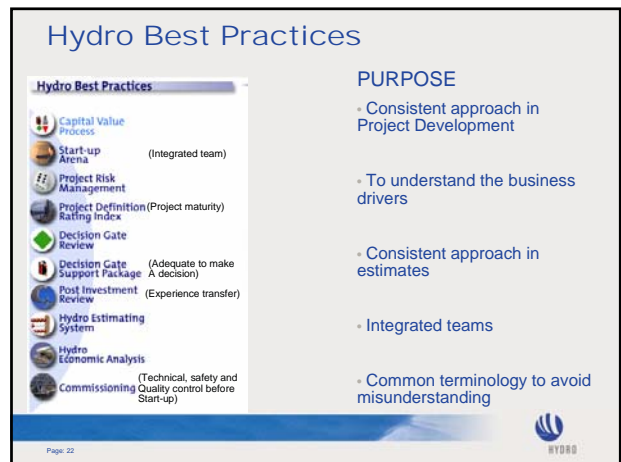 Hydro Best Practices
Hydro Best Practices
Capital Value
Process
Start-up
Arena
(Integrated team)
Project Risk
Management
Project Definition (Project maturity)
Rating Index
Decision Gate
Review
Decision Gate
Support Package
(Adequate to make
A decision)
Post Investment
Review
(Experience transfer)
Hydro Estimating
System
Hydro
Economic Analysis
Commissioning
(Technical, safety and
Quality control before
Start-up)
PURPOSE
• Consistent approach in
Project Development
• To understand the business
drivers
• Consistent approach in
estimates
• Integrated teams
• Common terminology to avoid
misunderstanding
Page: 22
HYDRO